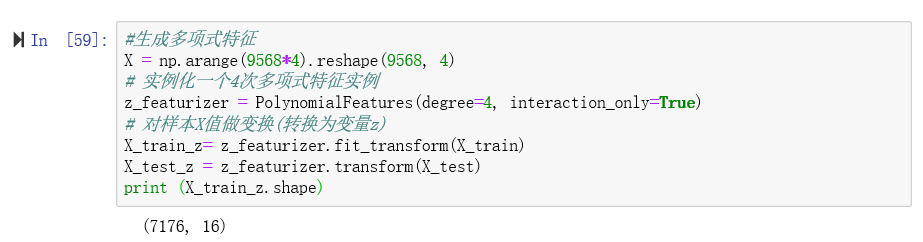 In [59]:
#生成多项式特征
X = np.arange(9568*4).reshape(9568, 4)
# 实例化一个4次多项式特征实例
z_featurizer = PolynomialFeatures(degree=4, interaction_only=True)
# 对样本X值做变换(转换为变量z)
X_train_z= z_featurizer.fit_transform(X_train)
X_test_z = z_featurizer.transform(X_test)
print (X_train_z.shape)
(7176, 16)